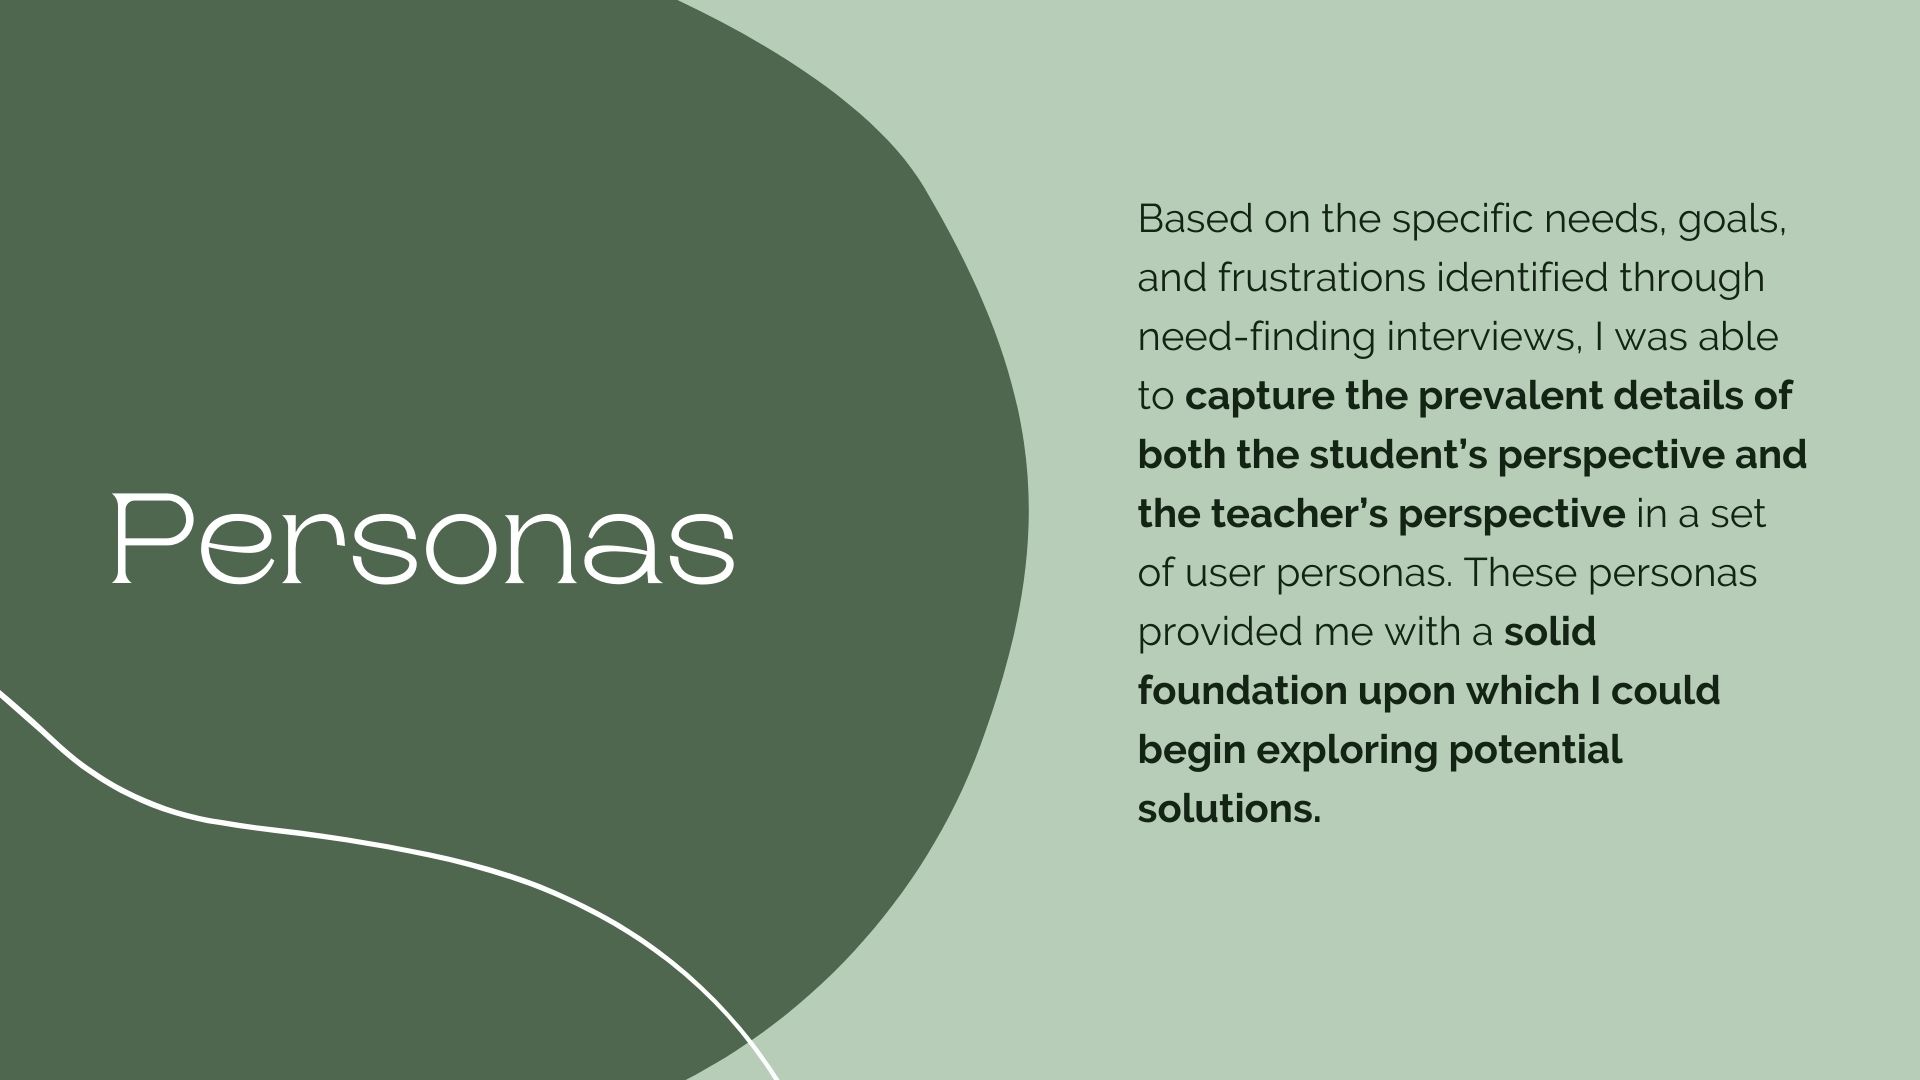 Personas
Based on the specific needs, goals,
and frustrations identified through
need-finding interviews, I was able
to capture the prevalent details of
both the student’s perspective and
the teacher’s perspective in a set
of user personas. These personas
provided me with a solid
foundation upon which I could
begin exploring potential
solutions.